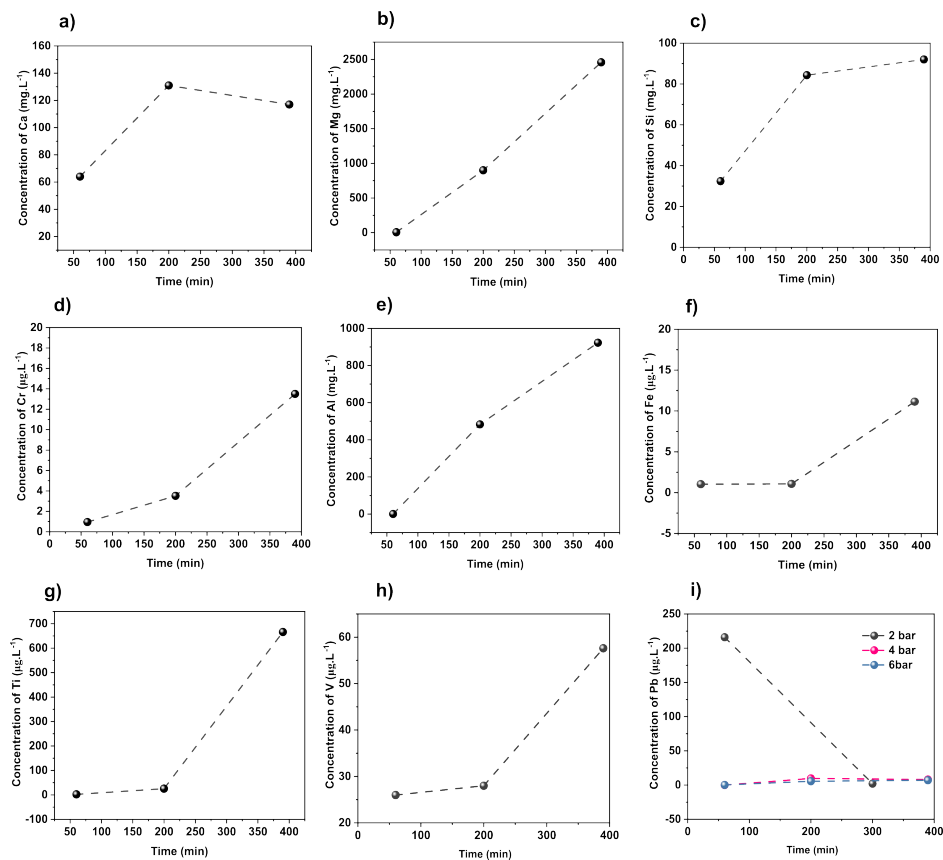 a)
160
140
120
100
80
60
40
20
Concentration of Ca (mg.L⁻¹)
50 100 150 200 250 300 350 400
Time (min)
b)
2500
2000
1500
1000
500
0
Concentration of Mg (mg.L⁻¹)
50 100 150 200 250 300 350 400
Time (min)
c)
100
80
60
40
20
0
Concentration of Si (mg.L⁻¹)
0 50 100 150 200 250 300 350 400
Time (min)
d)
20
18
16
14
12
10
8
6
4
2
0
Concentration of Cr (µg.L⁻¹)
0 50 100 150 200 250 300 350 400
Time (min)
e)
1000
800
600
400
200
0
Concentration of Al (mg.L⁻¹)
50 100 150 200 250 300 350 400
Time (min)
f)
20
15
10
5
0
-5
Concentration of Fe (µg.L⁻¹)
50 100 150 200 250 300 350 400
Time (min)
g)
700
600
500
400
300
200
100
0
-100
Concentration of Ti (µg.L⁻¹)
50 100 150 200 250 300 350 400
Time (min)
h)
60
50
40
30
20
Concentration of V (µg.L⁻¹)
0 100 200 300 400
Time (min)
i)
250
200
150
100
50
0
-50
Concentration of Pb (µg.L⁻¹)
2 bar
4 bar
6bar
0 100 200 300 400
Time (min)